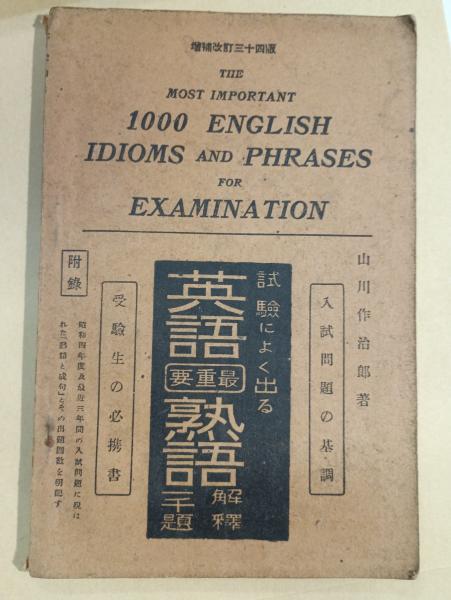 増補改訂三十四版
THE
MOST IMPORTANT
1000 ENGLISH
IDIOMS AND PHRASES
FOR
EXAMINATION
山川作治郎著
入試問題の基調
試驗によく出る
英語
最重要
熟語
解釋
一千題
受驗生の必携書
附錄
昭和四年度及最近三年間の入試問題に現は
れた「熟語と成句」とその出題回数を明記す